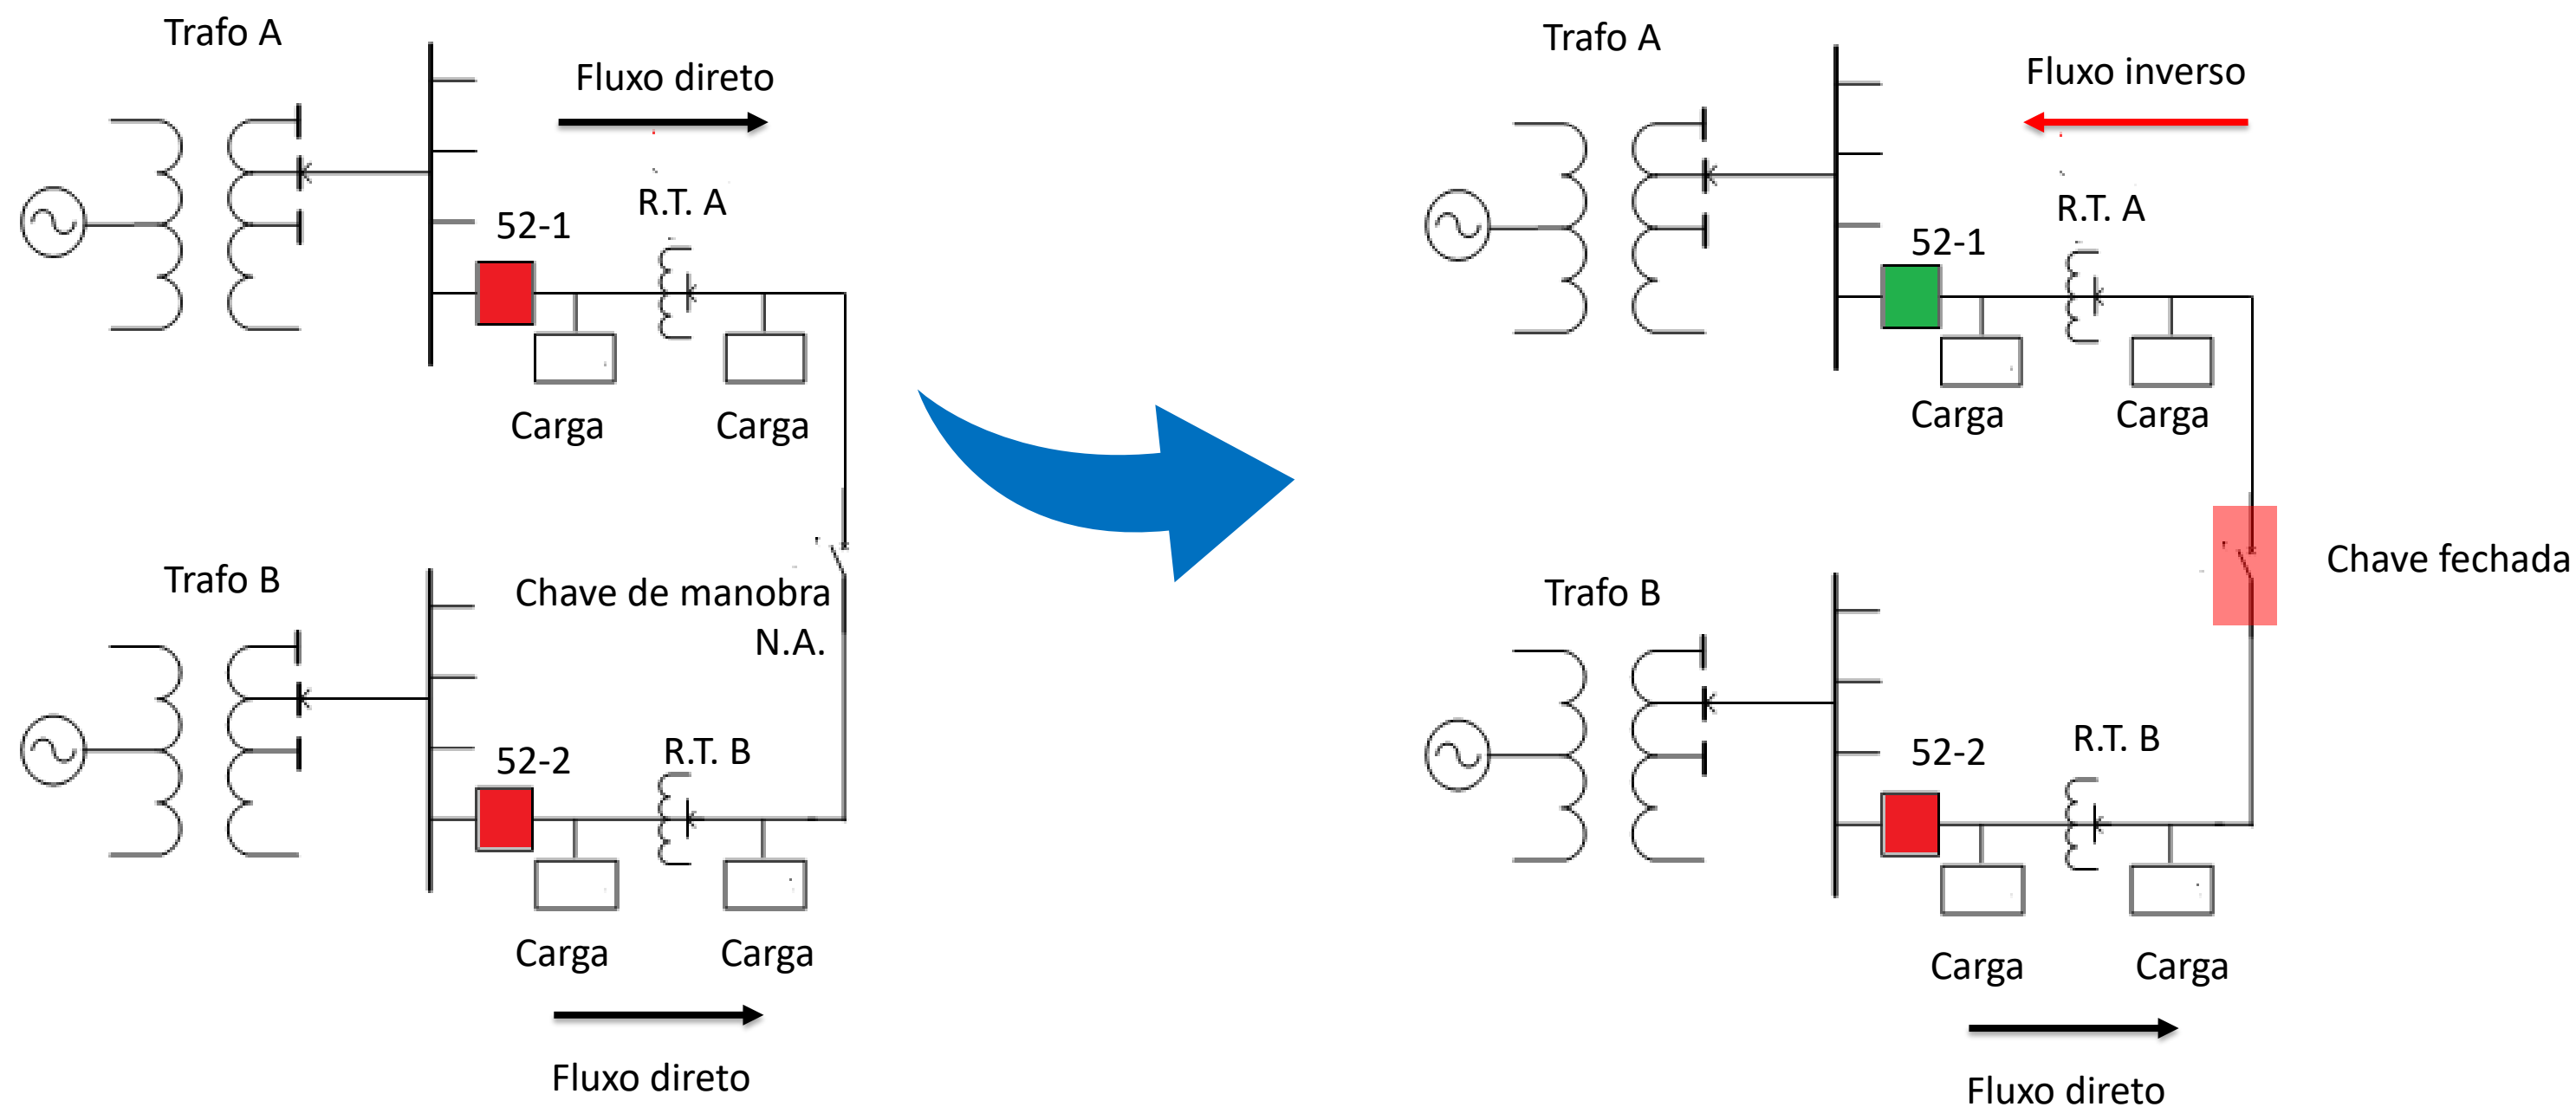 Trafo A
Fluxo direto
R.T. A
52-1
Carga
Carga
Trafo B
Chave de manobra
N.A.
R.T. B
52-2
Carga
Carga
Fluxo direto
Trafo A
Fluxo inverso
R.T. A
52-1
Carga
Carga
Chave fechada
Trafo B
R.T. B
52-2
Carga
Carga
Fluxo direto